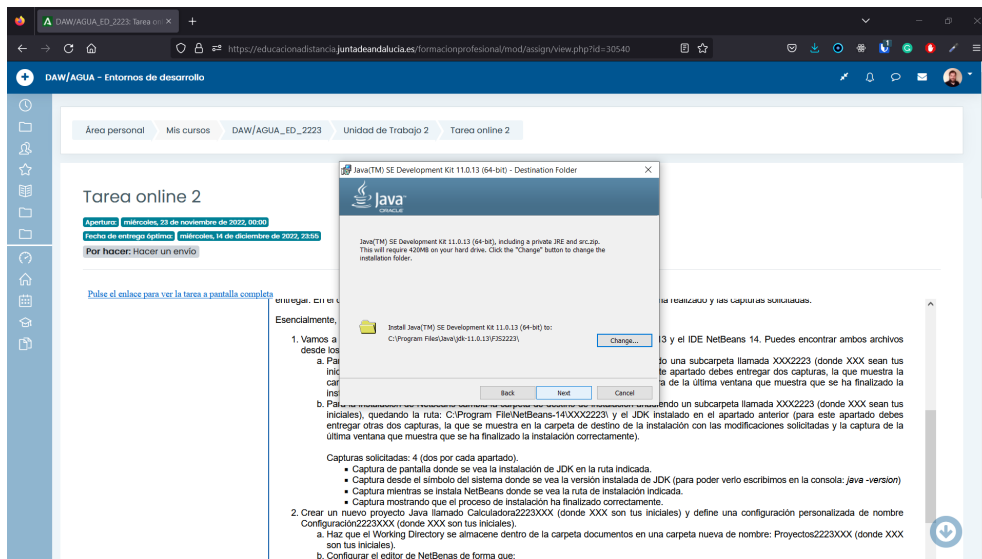 DAW/AGUA_ED_2223: Tarea onl
https://educacionadistancia.juntadeandalucia.es/formacionprofesional/mod/assign/view.php?id=30540
DAW/AGUA - Entornos de desarrollo
Área personal Mis cursos DAW/AGUA_ED_2223 Unidad de Trabajo 2 Tarea online 2
Tarea online 2
Apertura: miércoles, 23 de noviembre de 2022, 00:00
Fecha de entrega óptima: miércoles, 14 de diciembre de 2022, 23:55
Por hacer: Hacer un envío
Pulse el enlace para ver la tarea a pantalla completa
Java(TM) SE Development Kit 11.0.13 (64-bit) - Destination Folder
Java
ORACLE
Java(TM) SE Development Kit 11.0.13 (64-bit), including a private JRE and src.zip.
This will require 420MB on your hard drive. Click the "Change" button to change the
installation folder.
Install Java(TM) SE Development Kit 11.0.13 (64-bit) to:
C:\Program Files\Java\jdk-11.0.13\FJS2223\
Change...
Back Next Cancel
entregar. En el realizado y las capturas solicitadas.
Esencialmente,
1. Vamos a 13 y el IDE NetBeans 14. Puedes encontrar ambos archivos
desde los
a. Pa do una subcarpeta llamada XXX2223 (donde XXX sean tus
inic te apartado debes entregar dos capturas, la que muestra la
car ra de la última ventana que muestra que se ha finalizado la
ins
b. Para la instalación de NetBeans cambia la carpeta de destino de instalación añadiendo un subcarpeta llamada XXX2223 (donde XXX sean tus
iniciales), quedando la ruta: C:\Program File\NetBeans-14\XXX2223\ y el JDK instalado en el apartado anterior (para este apartado debes
entregar otras dos capturas, la que se muestra en la carpeta de destino de la instalación con las modificaciones solicitadas y la captura de la
última ventana que muestra que se ha finalizado la instalación correctamente).
Capturas solicitadas: 4 (dos por cada apartado).
▪ Captura de pantalla donde se vea la instalación de JDK en la ruta indicada.
▪ Captura desde el símbolo del sistema donde se vea la versión instalada de JDK (para poder verlo escribimos en la consola: java -version)
▪ Captura mientras se instala NetBeans donde se vea la ruta de instalación indicada.
▪ Captura mostrando que el proceso de instalación ha finalizado correctamente.
2. Crear un nuevo proyecto Java llamado Calculadora2223XXX (donde XXX son tus iniciales) y define una configuración personalizada de nombre
Configuración2223XXX (donde XXX son tus iniciales).
a. Haz que el Working Directory se almacene dentro de la carpeta documentos en una carpeta nueva de nombre: Proyectos2223XXX (donde XXX
son tus iniciales).
b. Configurar el editor de NetBenas de forma que: